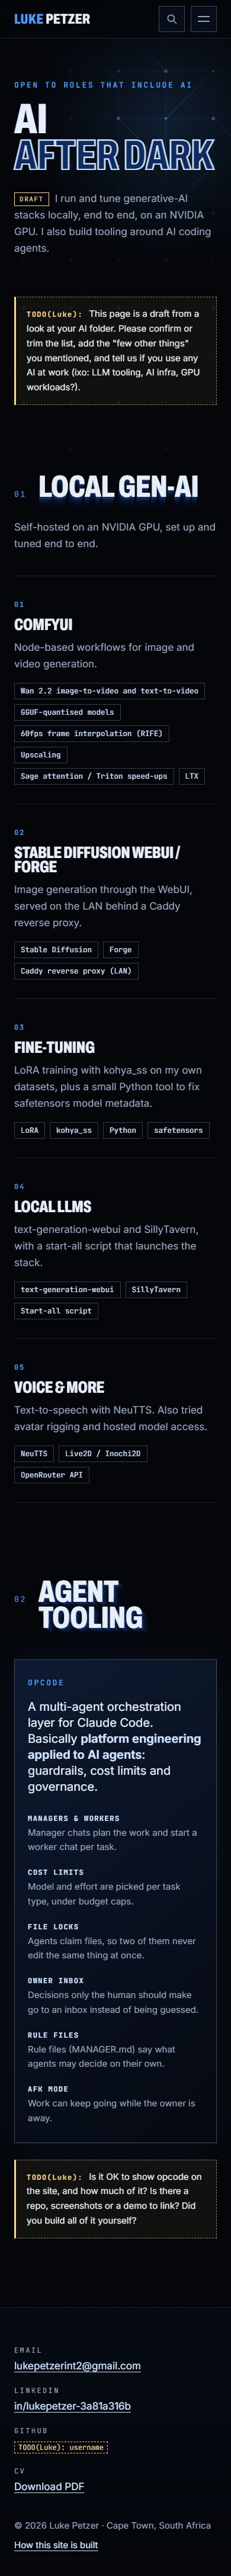 LUKE PETZER
OPEN TO ROLES THAT INCLUDE AI
AI
AFTER DARK
DRAFT I run and tune generative-AI
stacks locally, end to end, on an NVIDIA
GPU. I also build tooling around AI coding
agents.
TODO(Luke): This page is a draft from a
look at your AI folder. Please confirm or
trim the list, add the "few other things"
you mentioned, and tell us if you use any
AI at work (ixo: LLM tooling, AI infra, GPU
workloads?).
01 LOCAL GEN-AI
Self-hosted on an NVIDIA GPU, set up and
tuned end to end.
01
COMFYUI
Node-based workflows for image and
video generation.
Wan 2.2 image-to-video and text-to-video
GGUF-quantised models
60fps frame interpolation (RIFE)
Upscaling
Sage attention / Triton speed-ups LTX
02
STABLE DIFFUSION WEBUI /
FORGE
Image generation through the WebUI,
served on the LAN behind a Caddy
reverse proxy.
Stable Diffusion Forge
Caddy reverse proxy (LAN)
03
FINE-TUNING
LoRA training with kohya_ss on my own
datasets, plus a small Python tool to fix
safetensors model metadata.
LoRA kohya_ss Python safetensors
04
LOCAL LLMS
text-generation-webui and SillyTavern,
with a start-all script that launches the
stack.
text-generation-webui SillyTavern
Start-all script
05
VOICE & MORE
Text-to-speech with NeuTTS. Also tried
avatar rigging and hosted model access.
NeuTTS Live2D / Inochi2D
OpenRouter API
02 AGENT
TOOLING
OPCODE
A multi-agent orchestration
layer for Claude Code.
Basically platform engineering
applied to AI agents:
guardrails, cost limits and
governance.
MANAGERS & WORKERS
Manager chats plan the work and start a
worker chat per task.
COST LIMITS
Model and effort are picked per task
type, under budget caps.
FILE LOCKS
Agents claim files, so two of them never
edit the same thing at once.
OWNER INBOX
Decisions only the human should make
go to an inbox instead of being guessed.
RULE FILES
Rule files (MANAGER.md) say what
agents may decide on their own.
AFK MODE
Work can keep going while the owner is
away.
TODO(Luke): Is it OK to show opcode on
the site, and how much of it? Is there a
repo, screenshots or a demo to link? Did
you build all of it yourself?
EMAIL
lukepetzerint2@gmail.com
LINKEDIN
in/lukepetzer-3a81a316b
GITHUB
TODO(Luke): username
CV
Download PDF
© 2026 Luke Petzer · Cape Town, South Africa
How this site is built